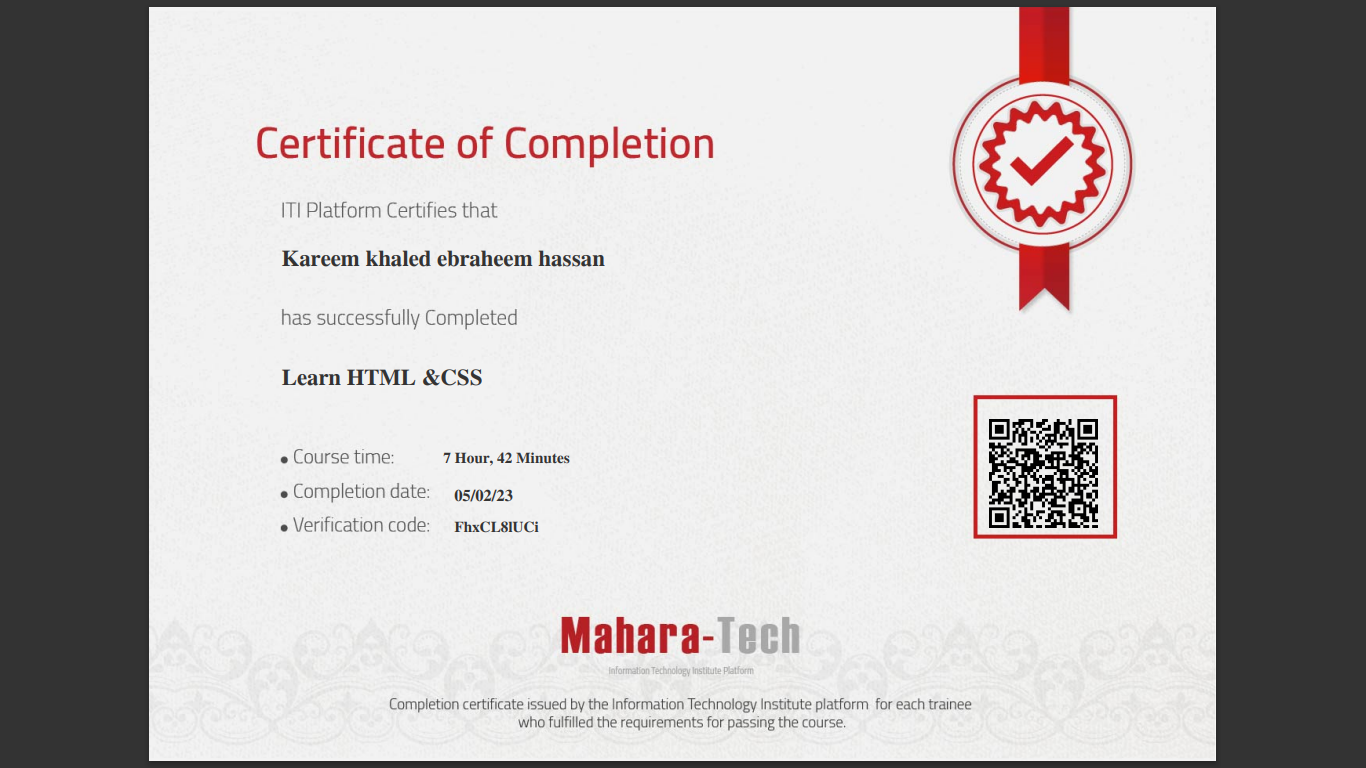 Certificate of Completion
ITI Platform Certifies that
Kareem khaled ebraheem hassan
has successfully Completed
Learn HTML &CSS
• Course time: 7 Hour, 42 Minutes
• Completion date: 05/02/23
• Verification code: FhxCL8lUCi
Mahara-Tech
Information Technology Institute Platform
Completion certificate issued by the Information Technology Institute platform for each trainee
who fulfilled the requirements for passing the course.